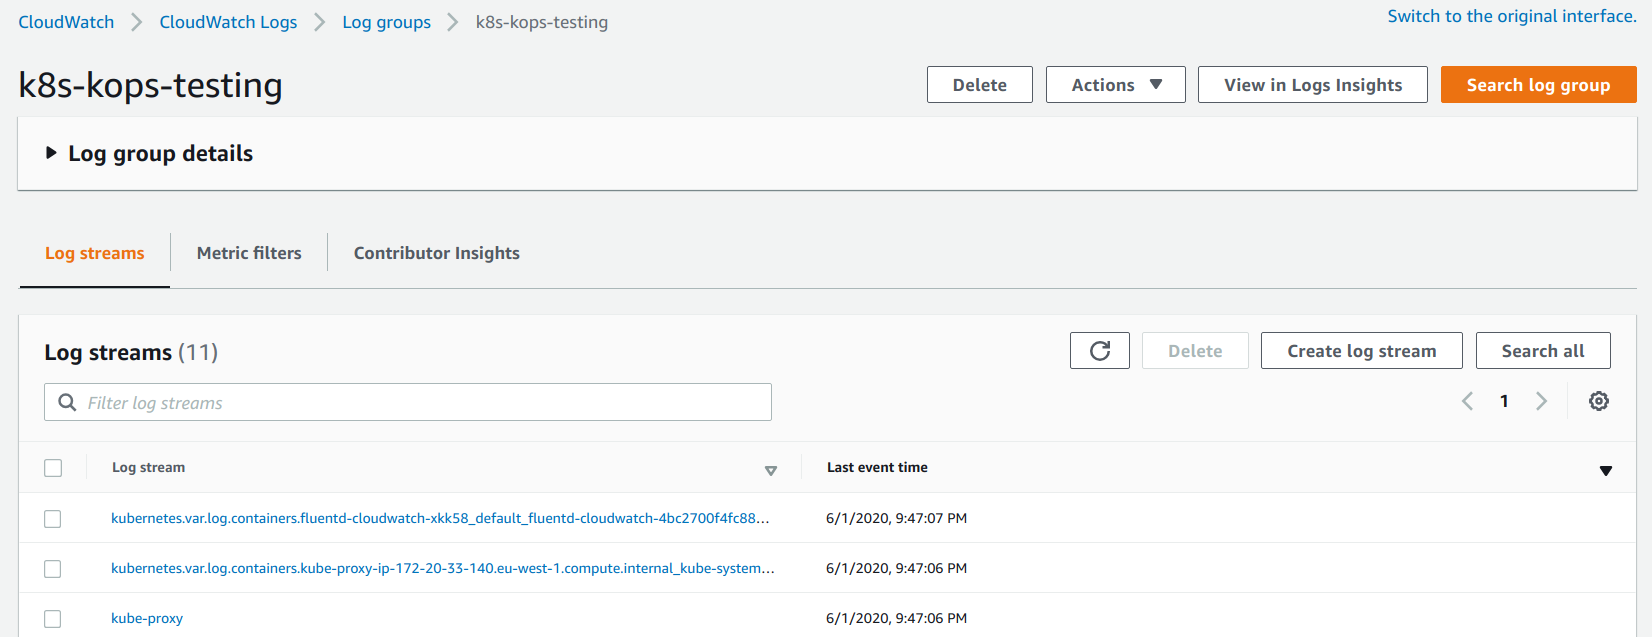 CloudWatch CloudWatch Logs Log groups k8s-kops-testing
Switch to the original interface.
k8s-kops-testing
Delete Actions View in Logs Insights Search log group
Log group details
Log streams Metric filters Contributor Insights
Log streams (11)
Delete Create log stream Search all
Filter log streams
1
Log stream Last event time
kubernetes.var.log.containers.fluentd-cloudwatch-xkk58_default_fluentd-cloudwatch-4bc2700f4fc88... 6/1/2020, 9:47:07 PM
kubernetes.var.log.containers.kube-proxy-ip-172-20-33-140.eu-west-1.compute.internal_kube-system... 6/1/2020, 9:47:06 PM
kube-proxy 6/1/2020, 9:47:06 PM